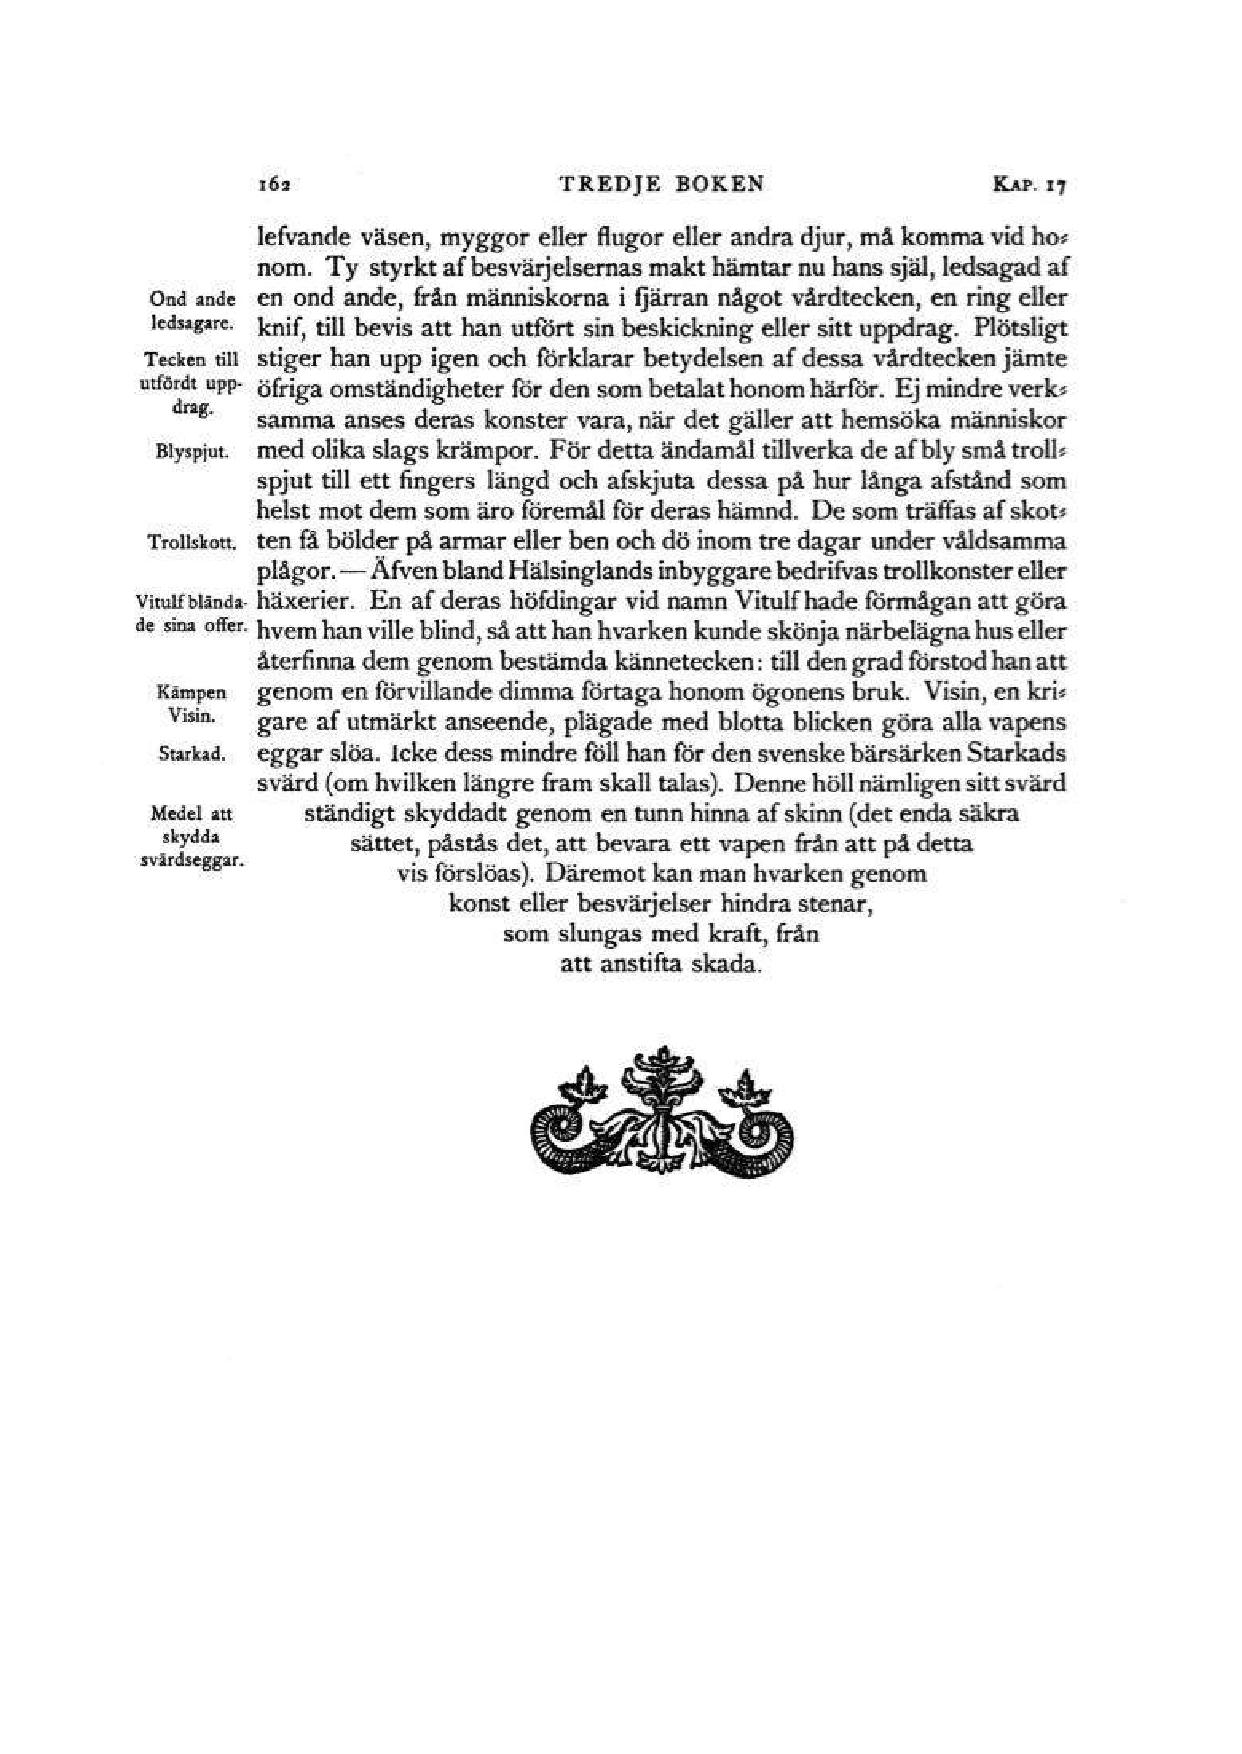 162 TREDJE BOKEN KAP. 17
lefvande väsen, myggor eller flugor eller andra djur, må komma vid ho-
nom. Ty styrkt af besvärjelsernas makt hämtar nu hans själ, ledsagad af
Ond ande en ond ande, från människorna i fjärran något vårdtecken, en ring eller
ledsagare. knif, till bevis att han utfört sin beskickning eller sitt uppdrag. Plötsligt
Tecken till stiger han upp igen och förklarar betydelsen af dessa vårdtecken jämte
utfördt upp- öfriga omständigheter för den som betalat honom härför. Ej mindre verk-
drag.
samma anses deras konster vara, när det gäller att hemsöka människor
Blyspjut. med olika slags krämpor. För detta ändamål tillverka de af bly små troll-
spjut till ett fingers längd och afskjuta dessa på hur långa afstånd som
helst mot dem som äro föremål för deras hämnd. De som träffas af skot-
Trollskott. ten få bölder på armar eller ben och dö inom tre dagar under våldsamma
plågor. — Äfven bland Hälsinglands inbyggare bedrifvas trollkonster eller
Vitulf blända- häxerier. En af deras höfdingar vid namn Vitulf hade förmågan att göra
de sina offer. hvem han ville blind, så att han hvarken kunde skönja närbelägna hus eller
återfinna dem genom bestämda kännetecken: till den grad förstod han att
Kämpen genom en förvillande dimma förtaga honom ögonens bruk. Visin, en kri-
Visin. gare af utmärkt anseende, plägade med blotta blicken göra alla vapens
Starkad. eggar slöa. Icke dess mindre föll han för den svenske bärsärken Starkads
svärd (om hvilken längre fram skall talas). Denne höll nämligen sitt svärd
Medel att ständigt skyddadt genom en tunn hinna af skinn (det enda säkra
skydda sättet, påstås det, att bevara ett vapen från att på detta
svärdseggar.
vis förslöas). Däremot kan man hvarken genom
konst eller besvärjelser hindra stenar,
som slungas med kraft, från
att anstifta skada.